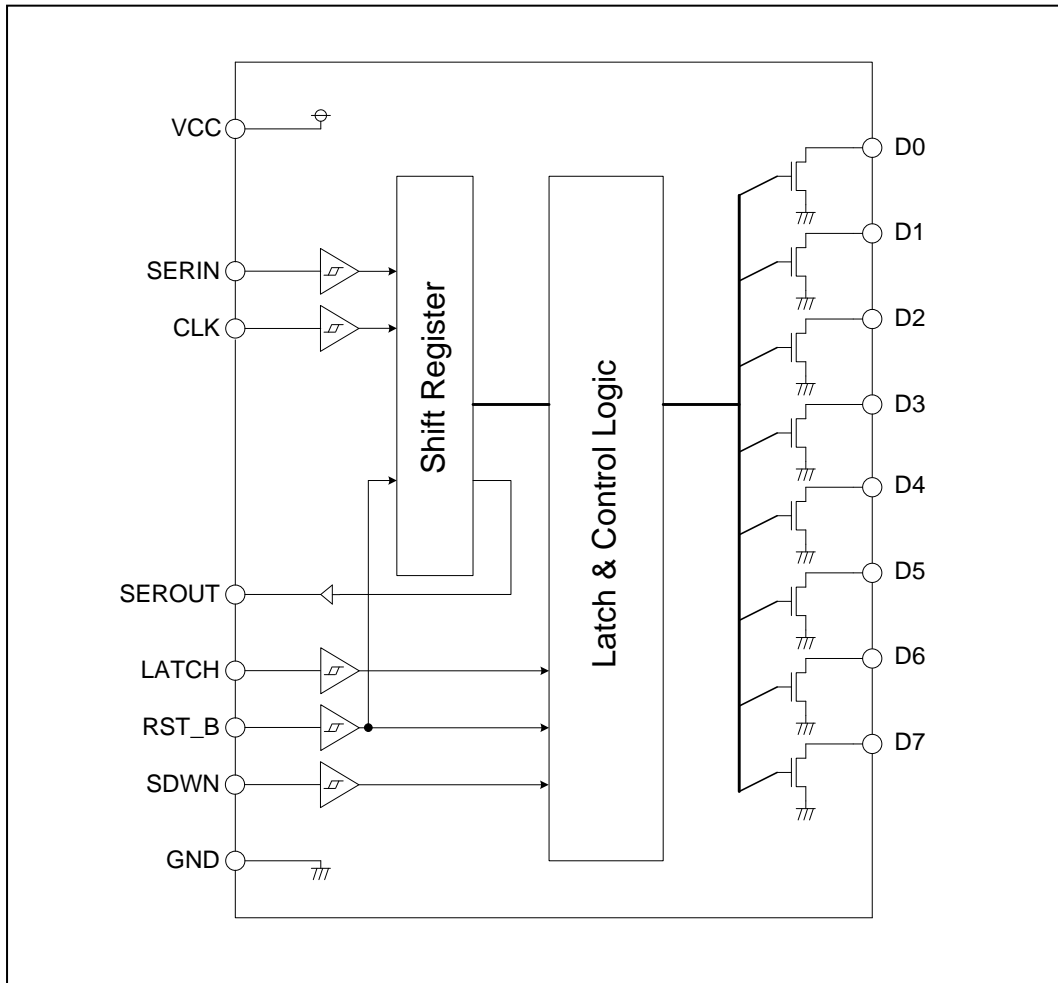 VCC
SERIN
CLK
SEROUT
LATCH
RST_B
SDWN
GND
Shift Register
Latch & Control Logic
D0
D1
D2
D3
D4
D5
D6
D7